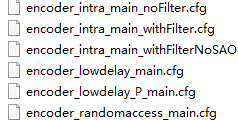 encoder_intra_main_noFilter.cfg
encoder_intra_main_withFilter.cfg
encoder_intra_main_withFilterNoSAO
encoder_lowdelay_main.cfg
encoder_lowdelay_P_main.cfg
encoder_randomaccess_main.cfg